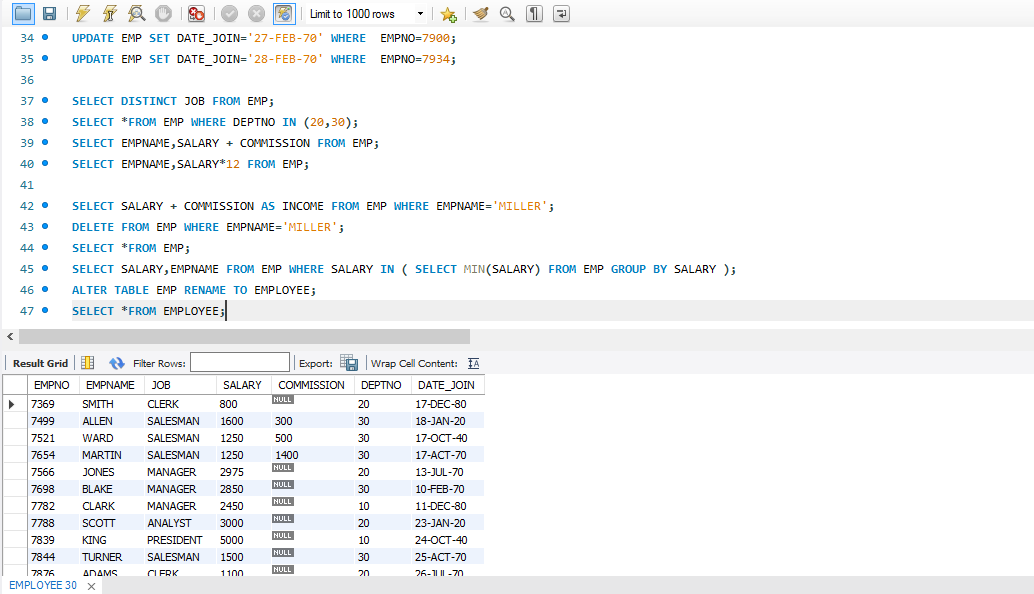 Limit to 1000 rows
34 UPDATE EMP SET DATE_JOIN='27-FEB-70' WHERE  EMPNO=7900;
35 UPDATE EMP SET DATE_JOIN='28-FEB-70' WHERE  EMPNO=7934;
36
37 SELECT DISTINCT JOB FROM EMP;
38 SELECT *FROM EMP WHERE DEPTNO IN (20,30);
39 SELECT EMPNAME,SALARY + COMMISSION FROM EMP;
40 SELECT EMPNAME,SALARY*12 FROM EMP;
41
42 SELECT SALARY + COMMISSION AS INCOME FROM EMP WHERE EMPNAME='MILLER';
43 DELETE FROM EMP WHERE EMPNAME='MILLER';
44 SELECT *FROM EMP;
45 SELECT SALARY,EMPNAME FROM EMP WHERE SALARY IN ( SELECT MIN(SALARY) FROM EMP GROUP BY SALARY );
46 ALTER TABLE EMP RENAME TO EMPLOYEE;
47 SELECT *FROM EMPLOYEE;
Result Grid Filter Rows: Export: Wrap Cell Content:
EMPNO EMPNAME JOB SALARY COMMISSION DEPTNO DATE_JOIN
7369 SMITH CLERK 800 NULL 20 17-DEC-80
7499 ALLEN SALESMAN 1600 300 30 18-JAN-20
7521 WARD SALESMAN 1250 500 30 17-OCT-40
7654 MARTIN SALESMAN 1250 1400 30 17-ACT-70
7566 JONES MANAGER 2975 NULL 20 13-JUL-70
7698 BLAKE MANAGER 2850 NULL 30 10-FEB-70
7782 CLARK MANAGER 2450 NULL 10 11-DEC-80
7788 SCOTT ANALYST 3000 NULL 20 23-JAN-20
7839 KING PRESIDENT 5000 NULL 10 24-OCT-40
7844 TURNER SALESMAN 1500 NULL 30 25-ACT-70
7876 ADAMS CLERK 1100 NULL 20 26-JUL-70
EMPLOYEE 30